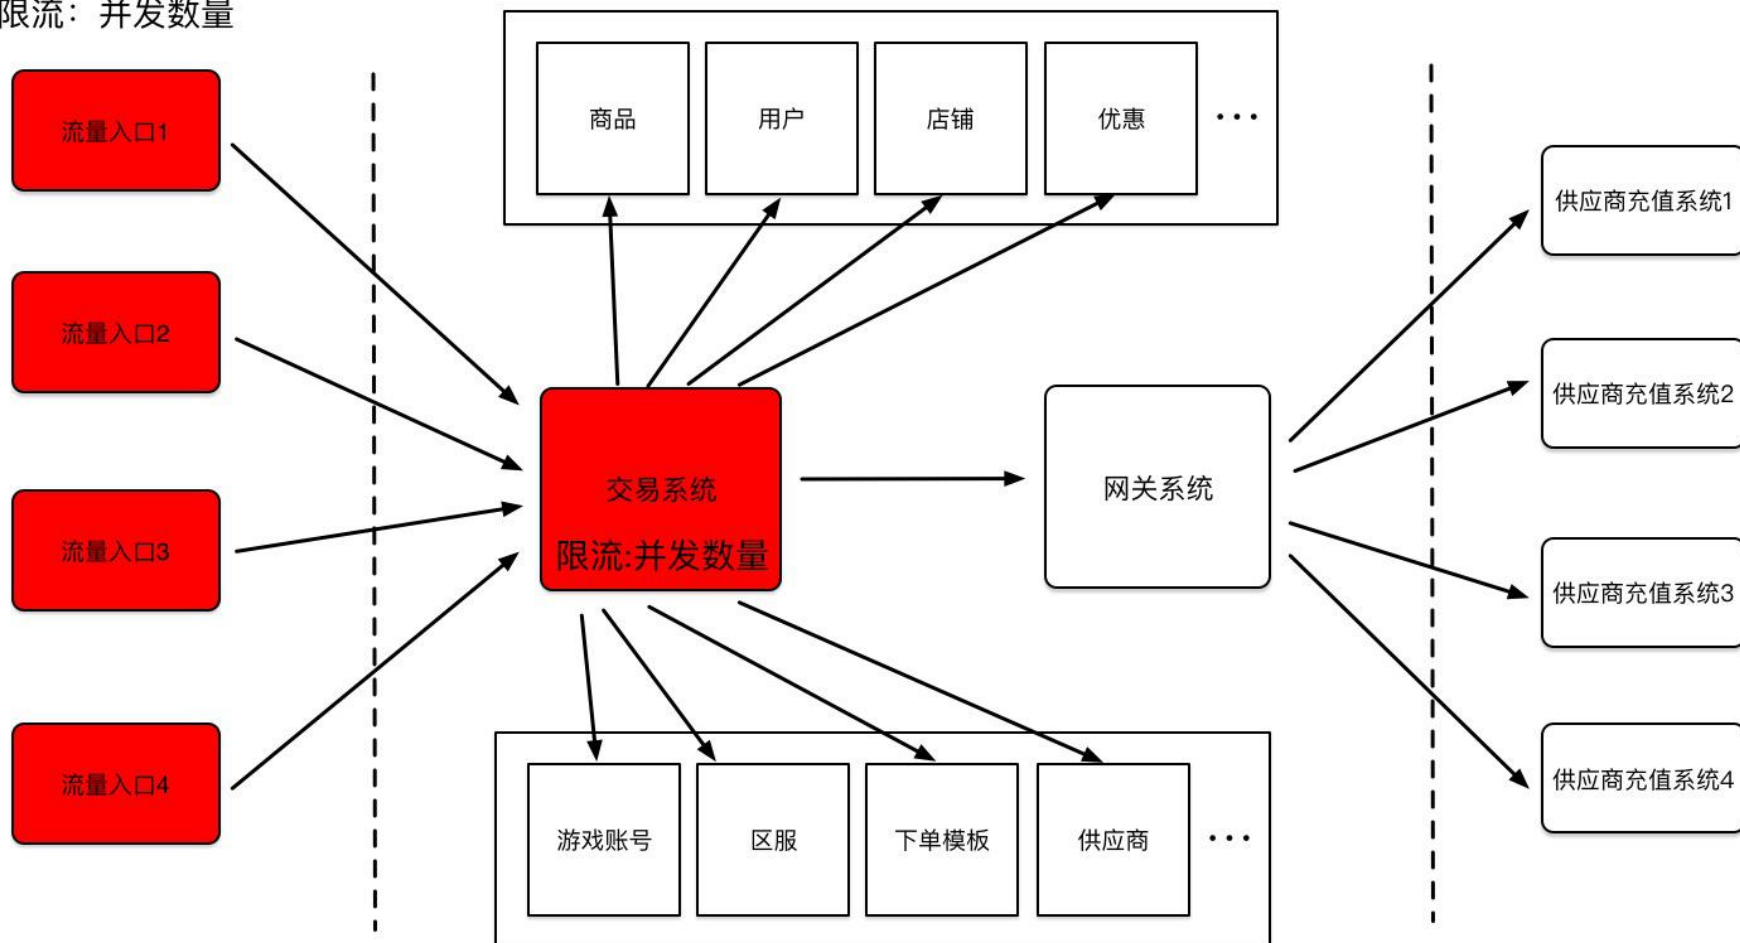 限流：并发数量
商品
用户
店铺
优惠
...
流量入口1
流量入口2
流量入口3
流量入口4
交易系统
限流:并发数量
网关系统
供应商充值系统1
供应商充值系统2
供应商充值系统3
供应商充值系统4
游戏账号
区服
下单模板
供应商
...